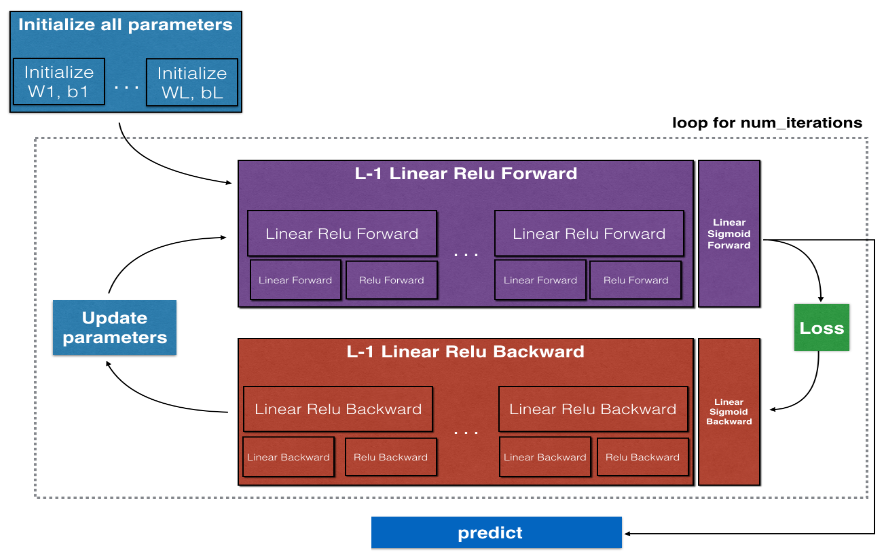 Initialize all parameters
Initialize
W1, b1
. . .
Initialize
WL, bL
loop for num_iterations
L-1 Linear Relu Forward
Linear Relu Forward
. . .
Linear Relu Forward
Linear Forward
Relu Forward
Linear Forward
Relu Forward
Linear
Sigmoid
Forward
Update
parameters
Loss
L-1 Linear Relu Backward
Linear Relu Backward
. . .
Linear Relu Backward
Linear Backward
Relu Backward
Linear Backward
Relu Backward
Linear
Sigmoid
Backward
predict